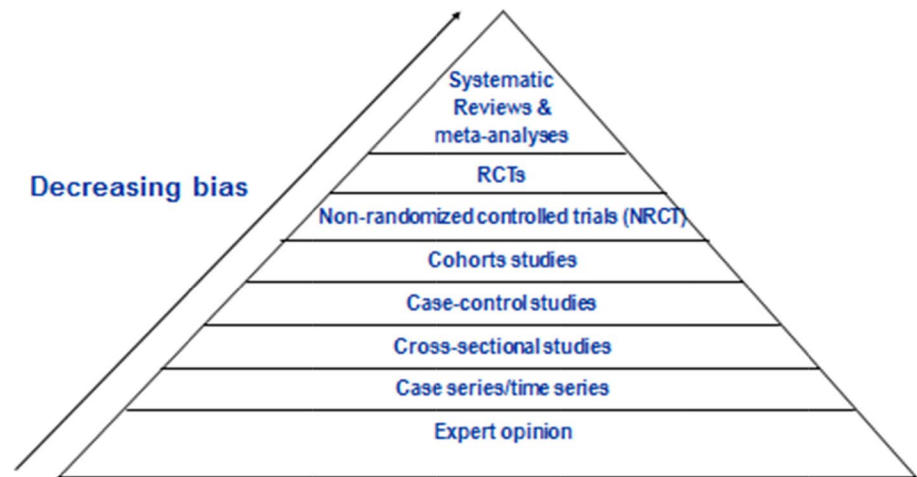 Systematic
Reviews &
meta-analyses
Decreasing bias
RCTs
Non-randomized controlled trials (NRCT)
Cohorts studies
Case-control studies
Cross-sectional studies
Case series/time series
Expert opinion